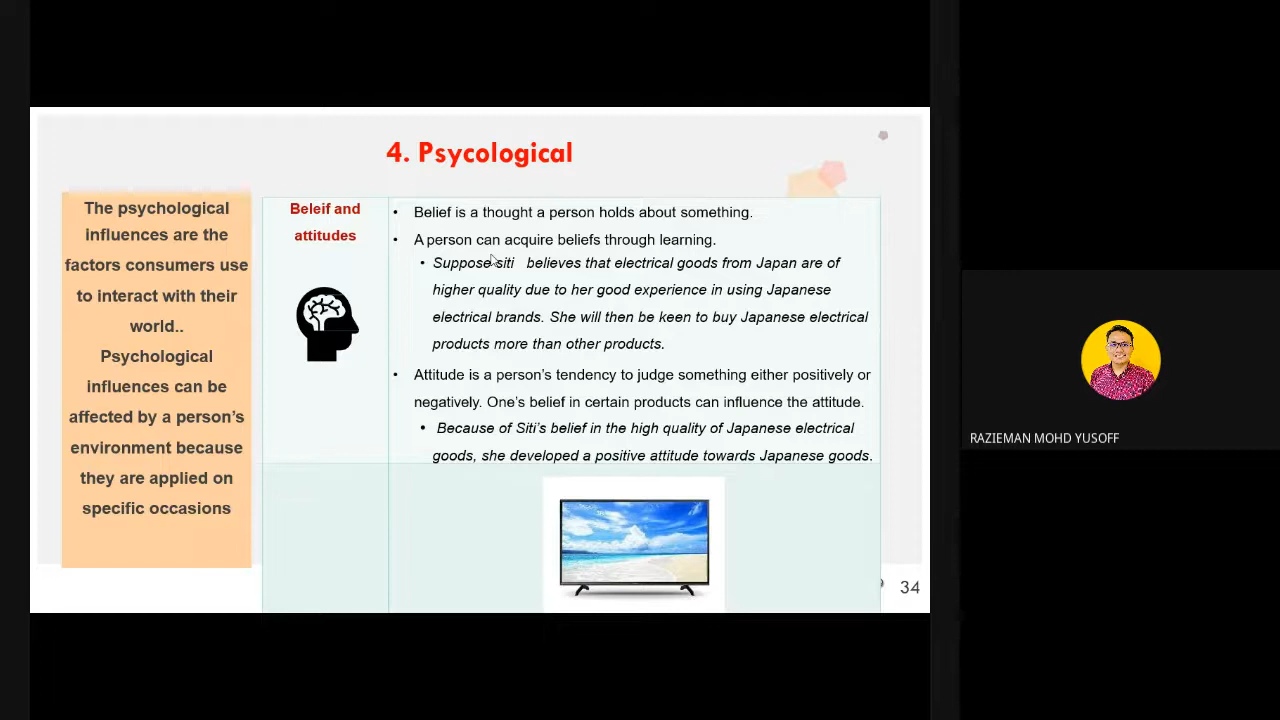 4. Psycological
The psychological
influences are the
factors consumers use
to interact with their
world..
Psychological
influences can be
affected by a person's
environment because
they are applied on
specific occasions
Beleif and
attitudes
• Belief is a thought a person holds about something.
• A person can acquire beliefs through learning.
• Suppose siti believes that electrical goods from Japan are of
higher quality due to her good experience in using Japanese
electrical brands. She will then be keen to buy Japanese electrical
products more than other products.
• Attitude is a person's tendency to judge something either positively or
negatively. One's belief in certain products can influence the attitude.
• Because of Siti's belief in the high quality of Japanese electrical
goods, she developed a positive attitude towards Japanese goods.
34
RAZIEMAN MOHD YUSOFF